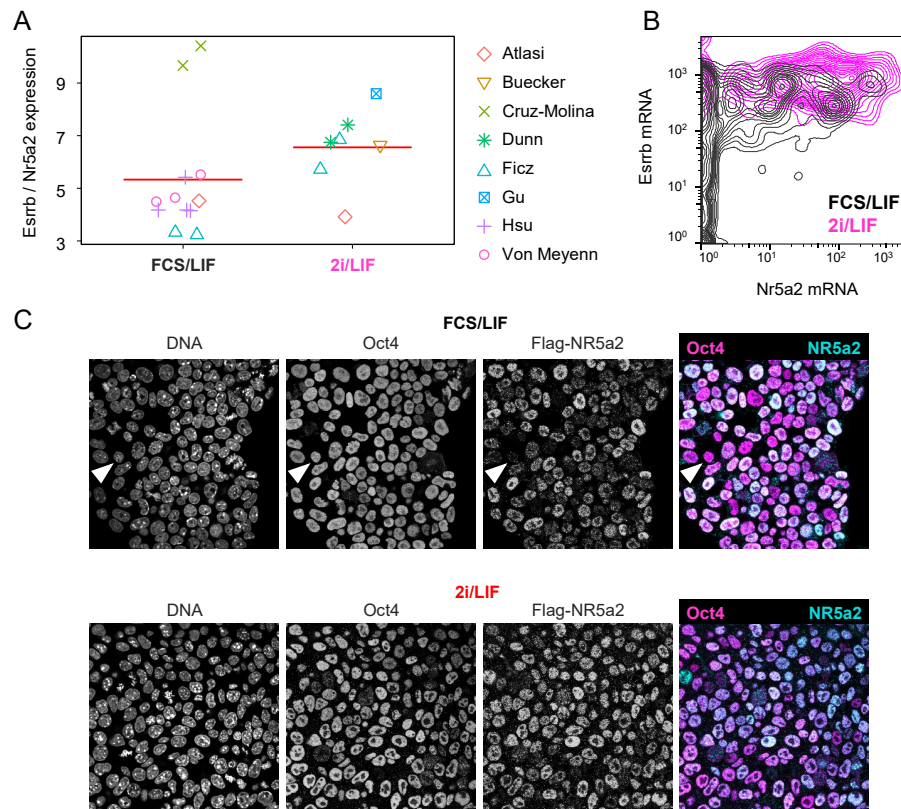 A
Esrrb / Nr5a2 expression
9
7
5
3
FCS/LIF
2i/LIF
Atlasi
Buecker
Cruz-Molina
Dunn
Ficz
Gu
Hsu
Von Meyenn
B
Esrrb mRNA
10³
10²
10¹
10⁰
10⁰
10¹
10²
10³
FCS/LIF
2i/LIF
Nr5a2 mRNA
C
FCS/LIF
DNA
Oct4
Flag-NR5a2
Oct4
NR5a2
2i/LIF
DNA
Oct4
Flag-NR5a2
Oct4
NR5a2